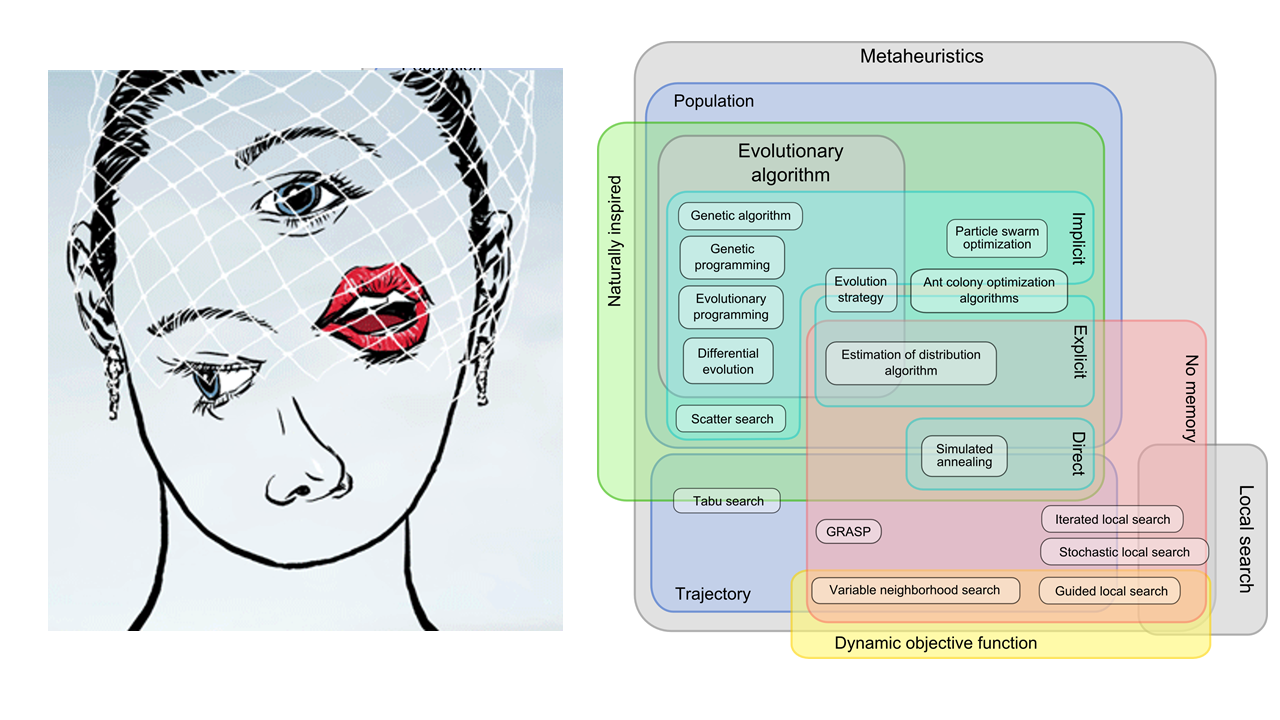 Population
Metaheuristics
Population
Naturally inspired
Evolutionary
algorithm
Genetic algorithm
Genetic
programming
Evolutionary
programming
Differential
evolution
Scatter search
Evolution
strategy
Particle swarm
optimization
Ant colony optimization
algorithms
Implicit
Estimation of distribution
algorithm
Explicit
No memory
Simulated
annealing
Direct
Tabu search
GRASP
Iterated local search
Stochastic local search
Local search
Trajectory
Variable neighborhood search
Guided local search
Dynamic objective function